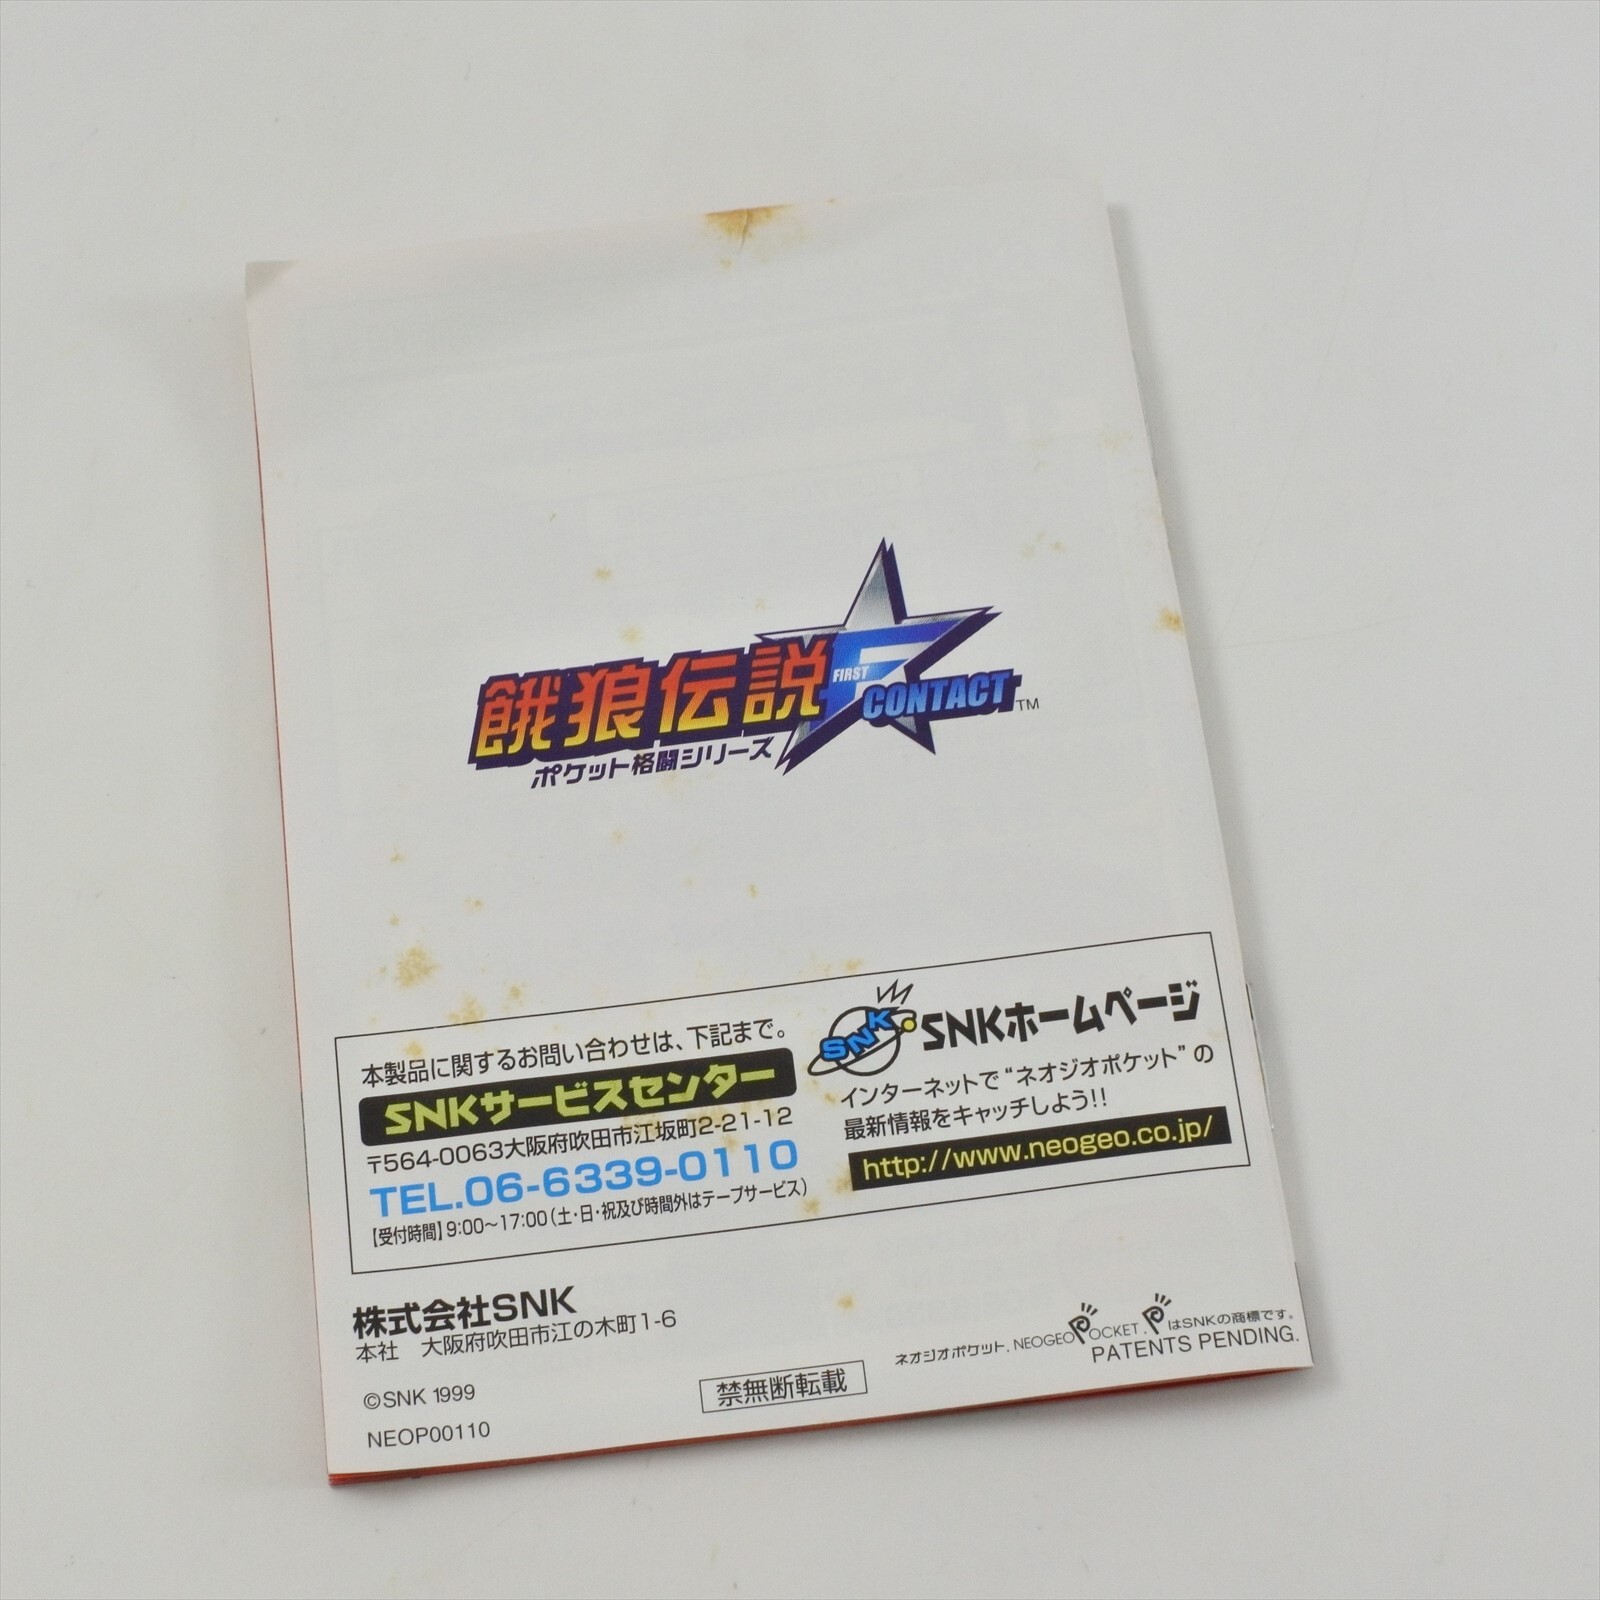 餓狼伝説
FIRST
CONTACT™
ポケット格闘シリーズ
本製品に関するお問い合わせは、下記まで。
SNKサービスセンター
〒564-0063大阪府吹田市江坂町2-21-12
TEL.06-6339-0110
【受付時間】9:00〜17:00(土・日・祝及び時間外はテープサービス)
SNK
SNKホームページ
インターネットで“ネオジオポケット”の
最新情報をキャッチしよう!!
http://www.neogeo.co.jp/
株式会社SNK
本社 大阪府吹田市江の木町1-6
©SNK 1999
NEOP00110
禁無断転載
ネオジオポケット, NEOGEO POCKET, P はSNKの商標です。
PATENTS PENDING.